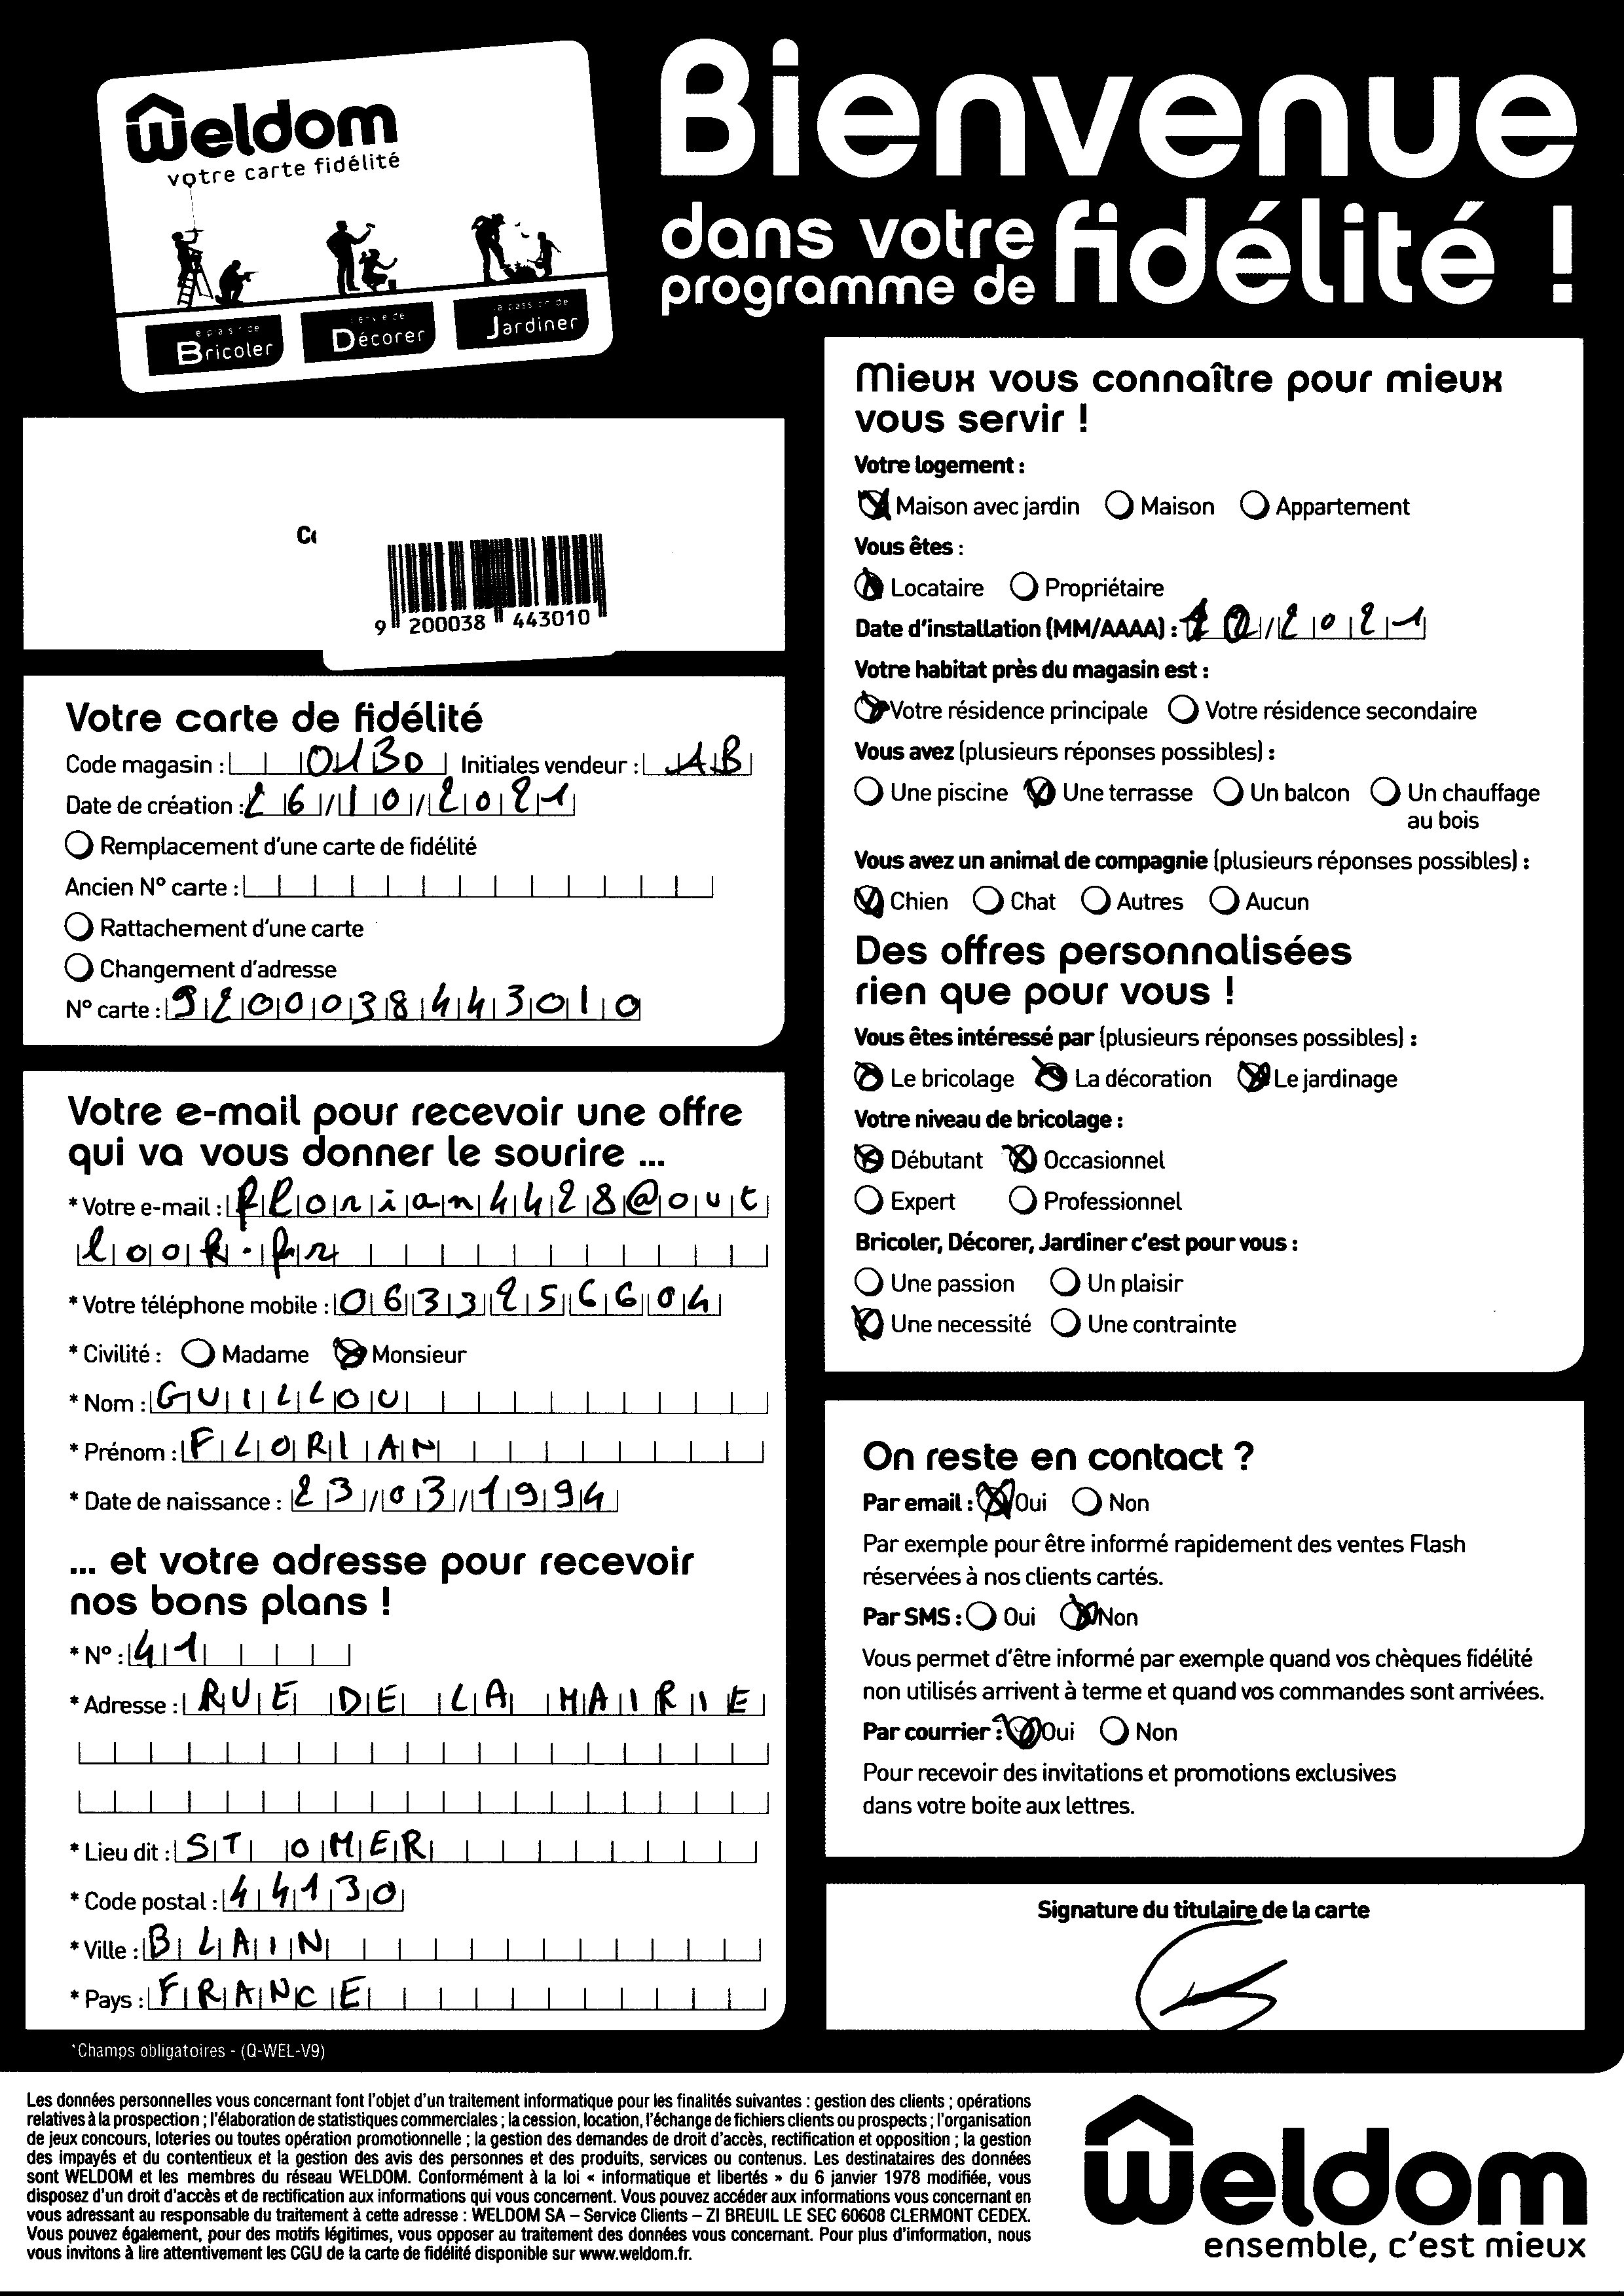 Weldom
votre carte fidélité
Bricoler
Décorer
Jardiner
Bienvenue
dans votre
programme de fidélité !
9 200038 443010
Votre carte de fidélité
Code magasin : 0130 Initiales vendeur : AB
Date de création : 26/10/2021
Remplacement d'une carte de fidélité
Ancien N° carte :
Rattachement d'une carte
Changement d'adresse
N° carte : 9200038443010
Votre e-mail pour recevoir une offre
qui va vous donner le sourire ...
* Votre e-mail : florian4428@out
look.fr
* Votre téléphone mobile : 0633256604
* Civilité : Madame Monsieur
* Nom : GUILLOU
* Prénom : FLORIAN
* Date de naissance : 23/03/1994
... et votre adresse pour recevoir
nos bons plans !
* N° : 41
* Adresse : RUE DE LA MAIRIE
* Lieu dit : ST OMER
* Code postal : 44130
* Ville : BLAIN
* Pays : FRANCE
*Champs obligatoires - (Q-WEL-V9)
Mieux vous connaître pour mieux
vous servir !
Votre logement :
Maison avec jardin Maison Appartement
Vous êtes :
Locataire Propriétaire
Date d'installation (MM/AAAA) : 10/2021
Votre habitat près du magasin est :
Votre résidence principale Votre résidence secondaire
Vous avez (plusieurs réponses possibles) :
Une piscine Une terrasse Un balcon Un chauffage
au bois
Vous avez un animal de compagnie (plusieurs réponses possibles) :
Chien Chat Autres Aucun
Des offres personnalisées
rien que pour vous !
Vous êtes intéressé par (plusieurs réponses possibles) :
Le bricolage La décoration Le jardinage
Votre niveau de bricolage :
Débutant Occasionnel
Expert Professionnel
Bricoler, Décorer, Jardiner c'est pour vous :
Une passion Un plaisir
Une necessité Une contrainte
On reste en contact ?
Par email : Oui Non
Par exemple pour être informé rapidement des ventes Flash
réservées à nos clients cartés.
Par SMS : Oui Non
Vous permet d'être informé par exemple quand vos chèques fidélité
non utilisés arrivent à terme et quand vos commandes sont arrivées.
Par courrier : Oui Non
Pour recevoir des invitations et promotions exclusives
dans votre boite aux lettres.
Signature du titulaire de la carte
Les données personnelles vous concernant font l'objet d'un traitement informatique pour les finalités suivantes : gestion des clients ; opérations
relatives à la prospection ; l'élaboration de statistiques commerciales ; la cession, location, l'échange de fichiers clients ou prospects ; l'organisation
de jeux concours, loteries ou toutes opération promotionnelle ; la gestion des demandes de droit d'accès, rectification et opposition ; la gestion
des impayés et du contentieux et la gestion des avis des personnes et des produits, services ou contenus. Les destinataires des données
sont WELDOM et les membres du réseau WELDOM. Conformément à la loi « informatique et libertés » du 6 janvier 1978 modifiée, vous
disposez d'un droit d'accès et de rectification aux informations qui vous concernent. Vous pouvez accéder aux informations vous concernant en
vous adressant au responsable du traitement à cette adresse : WELDOM SA – Service Clients – ZI BREUIL LE SEC 60608 CLERMONT CEDEX.
Vous pouvez également, pour des motifs légitimes, vous opposer au traitement des données vous concernant. Pour plus d'information, nous
vous invitons à lire attentivement les CGU de la carte de fidélité disponible sur www.weldom.fr.
Weldom
ensemble, c'est mieux